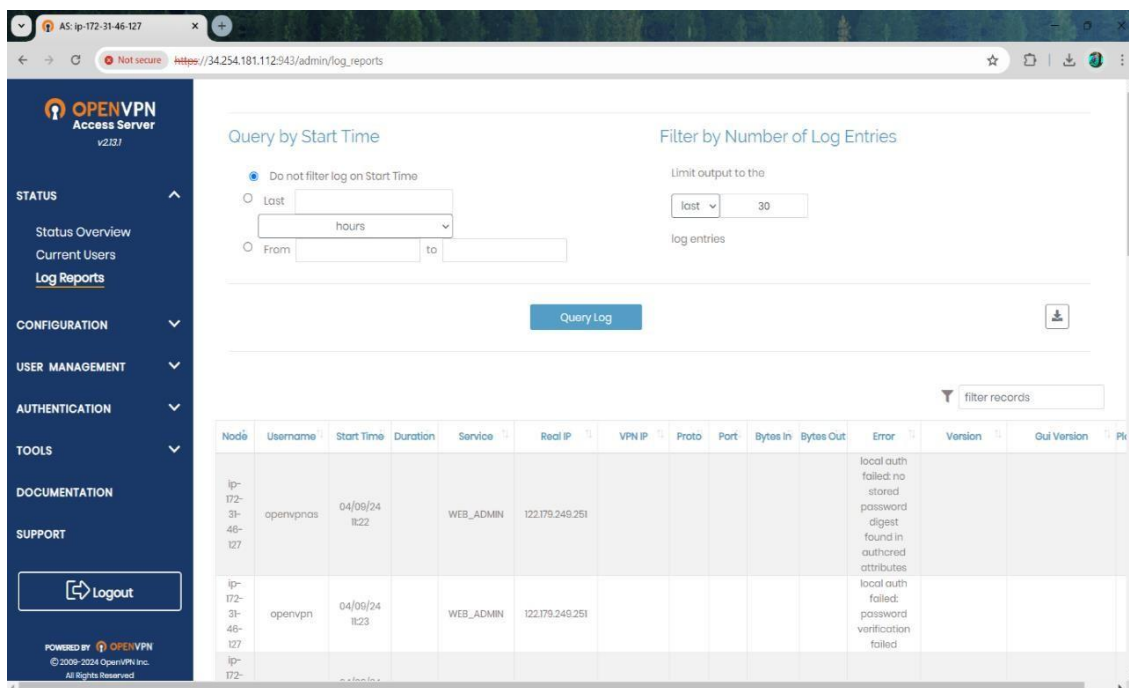 AS: ip-172-31-46-127
Not secure https://34.254.181.112:943/admin/log_reports
OPENVPN
Access Server
v2.13.1
STATUS
Status Overview
Current Users
Log Reports
CONFIGURATION
USER MANAGEMENT
AUTHENTICATION
TOOLS
DOCUMENTATION
SUPPORT
Logout
POWERED BY OPENVPN
© 2009-2024 OpenVPN Inc.
All Rights Reserved
Query by Start Time
Do not filter log on Start Time
Last
hours
From to
Filter by Number of Log Entries
Limit output to the
last 30
log entries
Query Log
filter records
Node Username Start Time Duration Service Real IP VPN IP Proto Port Bytes In Bytes Out Error Version Gui Version
ip-172-31-46-127 openvpnas 04/09/24 11:22 WEB_ADMIN 122.179.249.251 local auth failed: no stored password digest found in authcred attributes
ip-172-31-46-127 openvpn 04/09/24 11:23 WEB_ADMIN 122.179.249.251 local auth failed: password verification failed
ip-172-